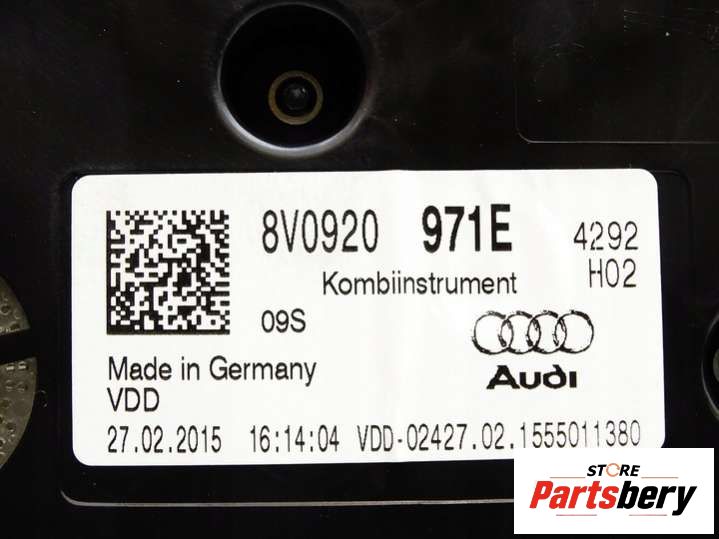 8V0920 971E 4292
Kombiinstrument H02
09S
Made in Germany
VDD
Audi
27.02.2015 16:14:04 VDD-02427.02.1555011380
STORE
Partsbery